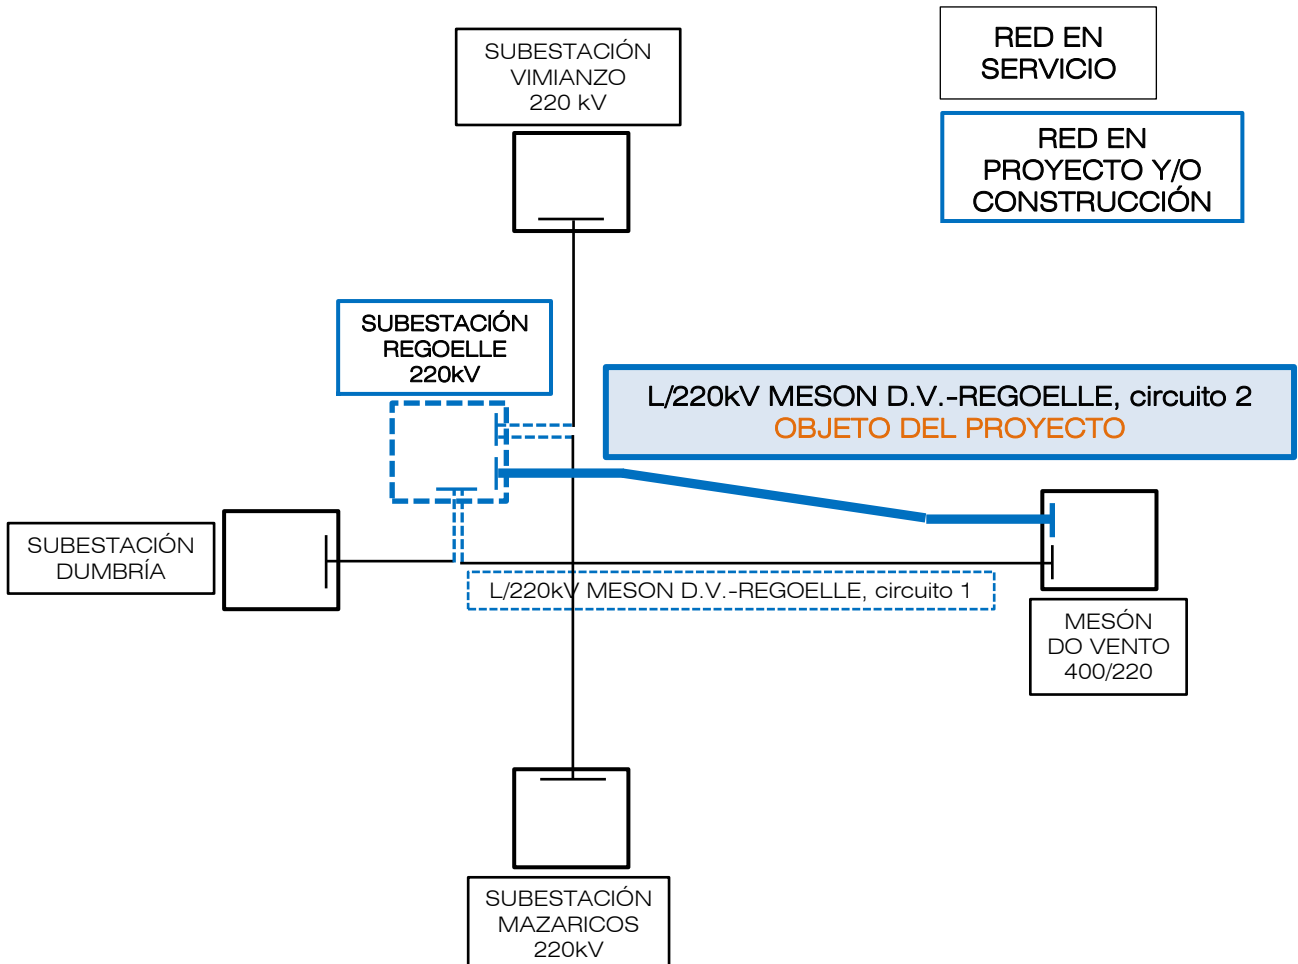 SUBESTACIÓN
VIMIANZO
220 kV
RED EN
SERVICIO
RED EN
PROYECTO Y/O
CONSTRUCCIÓN
SUBESTACIÓN
REGOELLE
220kV
L/220kV MESON D.V.-REGOELLE, circuito 2
OBJETO DEL PROYECTO
SUBESTACIÓN
DUMBRÍA
L/220kV MESON D.V.-REGOELLE, circuito 1
MESÓN
DO VENTO
400/220
SUBESTACIÓN
MAZARICOS
220kV